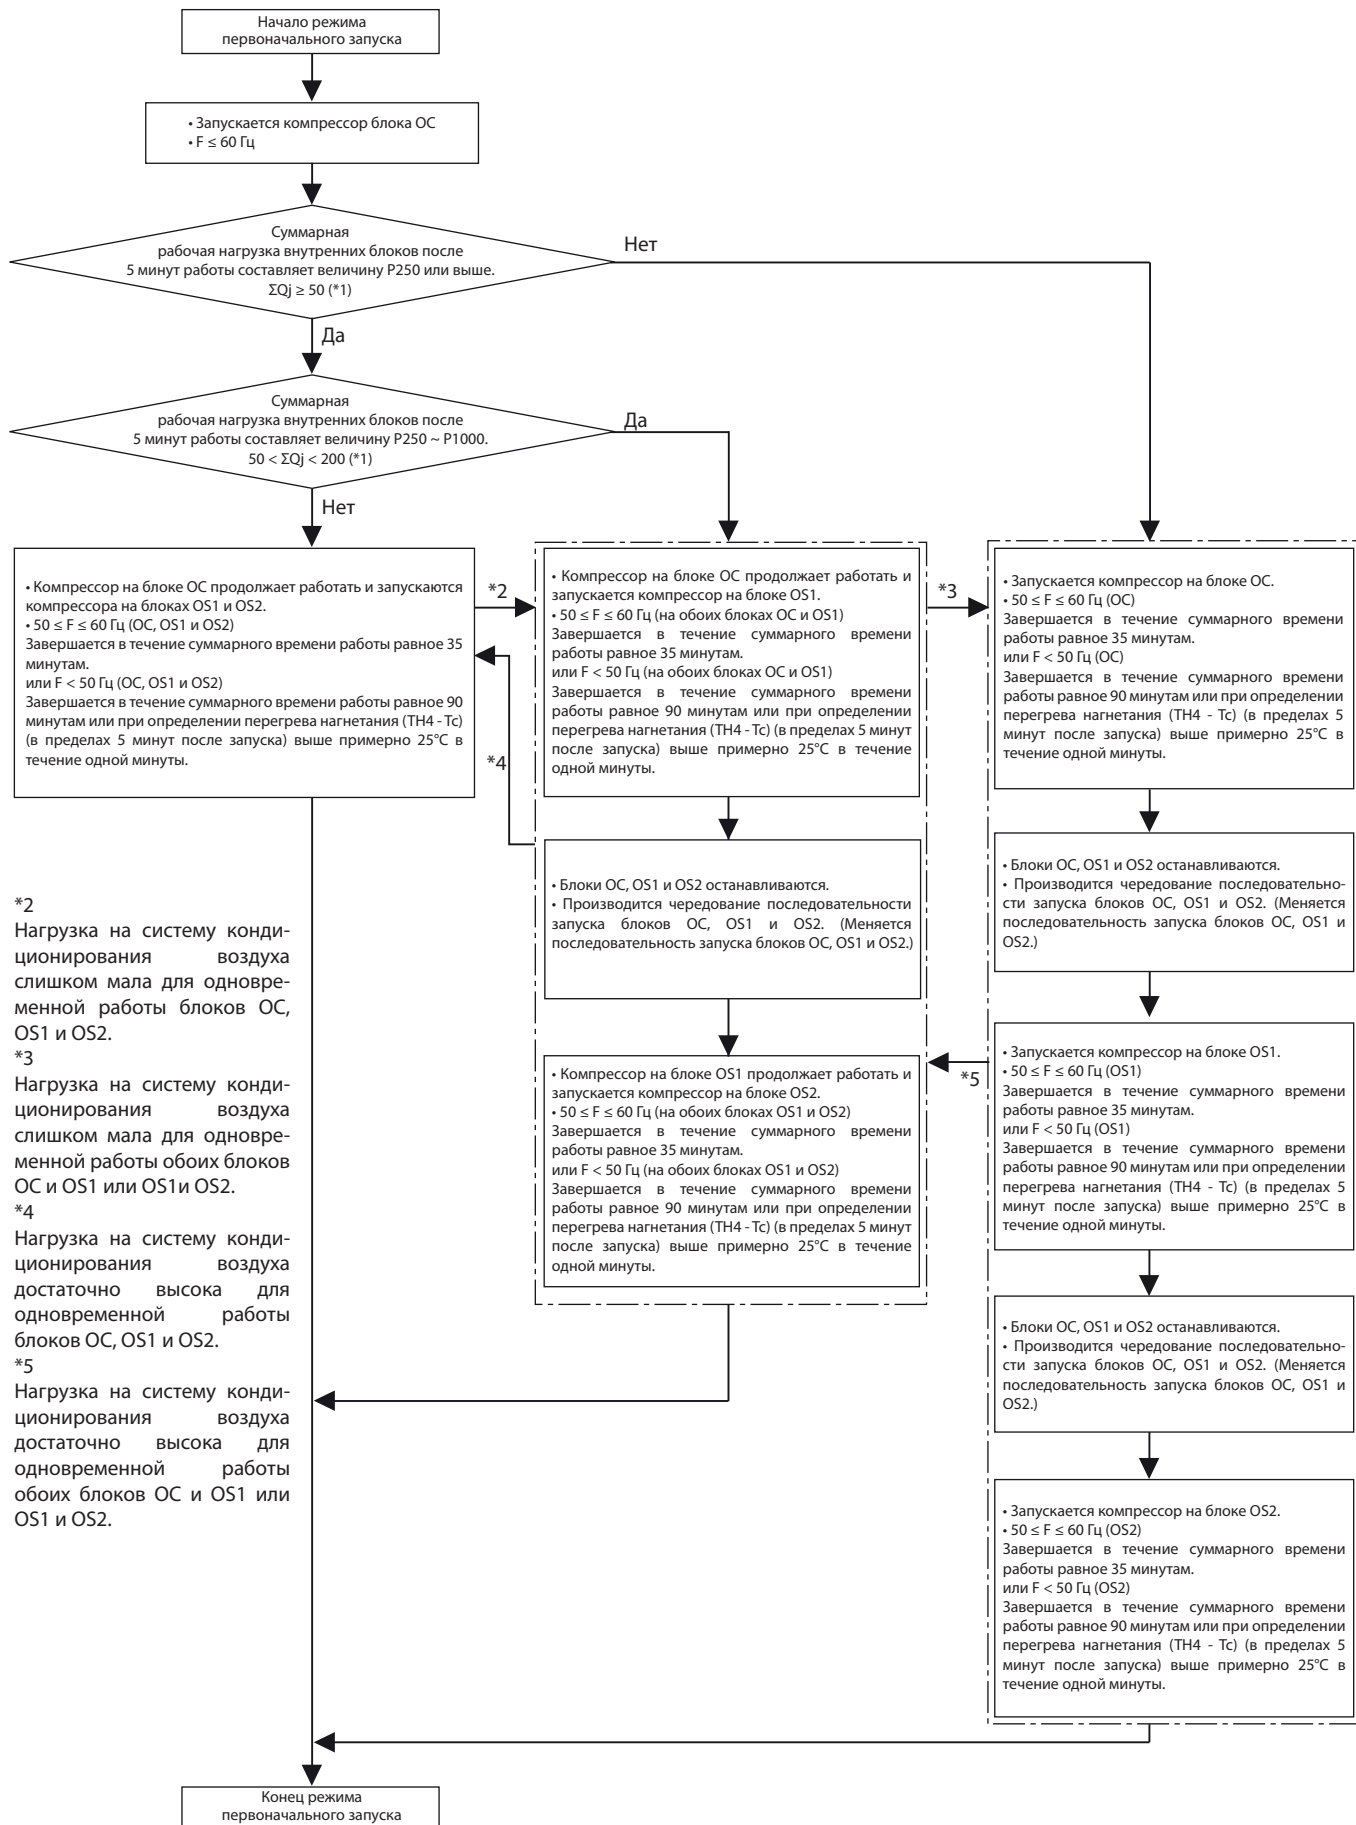 Начало режима
первоначального запуска
• Запускается компрессор блока OC
• F ≤ 60 Гц
Суммарная
рабочая нагрузка внутренних блоков после
5 минут работы составляет величину P250 или выше.
ΣQj ≥ 50 (*1)
Нет
Да
Суммарная
рабочая нагрузка внутренних блоков после
5 минут работы составляет величину P250 ~ P1000.
50 < ΣQj < 200 (*1)
Да
Нет
• Компрессор на блоке OC продолжает работать и запускаются
компрессора на блоках OS1 и OS2.
• 50 ≤ F ≤ 60 Гц (OC, OS1 и OS2)
Завершается в течение суммарного времени работы равное 35
минутам.
или F < 50 Гц (OC, OS1 и OS2)
Завершается в течение суммарного времени работы равное 90
минутам или при определении перегрева нагнетания (TH4 - Tc)
(в пределах 5 минут после запуска) выше примерно 25°C в
течение одной минуты.
*2
*4
• Компрессор на блоке OC продолжает работать и
запускается компрессор на блоке OS1.
• 50 ≤ F ≤ 60 Гц (на обоих блоках OC и OS1)
Завершается в течение суммарного времени
работы равное 35 минутам.
или F < 50 Гц (на обоих блоках OC и OS1)
Завершается в течение суммарного времени
работы равное 90 минутам или при определении
перегрева нагнетания (TH4 - Tc) (в пределах 5 минут
после запуска) выше примерно 25°C в течение
одной минуты.
*3
• Запускается компрессор на блоке OC.
• 50 ≤ F ≤ 60 Гц (OC)
Завершается в течение суммарного времени
работы равное 35 минутам.
или F < 50 Гц (OC)
Завершается в течение суммарного времени
работы равное 90 минутам или при определении
перегрева нагнетания (TH4 - Tc) (в пределах 5
минут после запуска) выше примерно 25°C в
течение одной минуты.
• Блоки OC, OS1 и OS2 останавливаются.
• Производится чередование последовательности
запуска блоков OC, OS1 и OS2. (Меняется
последовательность запуска блоков OC, OS1 и OS2.)
• Блоки OC, OS1 и OS2 останавливаются.
• Производится чередование последовательно-
сти запуска блоков OC, OS1 и OS2. (Меняется
последовательность запуска блоков OC, OS1 и
OS2.)
• Компрессор на блоке OS1 продолжает работать и
запускается компрессор на блоке OS2.
• 50 ≤ F ≤ 60 Гц (на обоих блоках OS1 и OS2)
Завершается в течение суммарного времени
работы равное 35 минутам.
или F < 50 Гц (на обоих блоках OS1 и OS2)
Завершается в течение суммарного времени
работы равное 90 минутам или при определении
перегрева нагнетания (TH4 - Tc) (в пределах 5 минут
после запуска) выше примерно 25°C в течение
одной минуты.
*5
• Запускается компрессор на блоке OS1.
• 50 ≤ F ≤ 60 Гц (OS1)
Завершается в течение суммарного времени
работы равное 35 минутам.
или F < 50 Гц (OS1)
Завершается в течение суммарного времени
работы равное 90 минутам или при определении
перегрева нагнетания (TH4 - Tc) (в пределах 5
минут после запуска) выше примерно 25°C в
течение одной минуты.
• Блоки OC, OS1 и OS2 останавливаются.
• Производится чередование последовательно-
сти запуска блоков OC, OS1 и OS2. (Меняется
последовательность запуска блоков OC, OS1 и
OS2.)
• Запускается компрессор на блоке OS2.
• 50 ≤ F ≤ 60 Гц (OS2)
Завершается в течение суммарного времени
работы равное 35 минутам.
или F < 50 Гц (OS2)
Завершается в течение суммарного времени
работы равное 90 минутам или при определении
перегрева нагнетания (TH4 - Tc) (в пределах 5
минут после запуска) выше примерно 25°C в
течение одной минуты.
*2
Нагрузка на систему конди-
ционирования воздуха
слишком мала для одновре-
менной работы блоков OC,
OS1 и OS2.
*3
Нагрузка на систему конди-
ционирования воздуха
слишком мала для одновре-
менной работы обоих блоков
OC и OS1 или OS1и OS2.
*4
Нагрузка на систему конди-
ционирования воздуха
достаточно высока для
одновременной работы
блоков OC, OS1 и OS2.
*5
Нагрузка на систему конди-
ционирования воздуха
достаточно высока для
одновременной работы
обоих блоков OC и OS1 или
OS1 и OS2.
Конец режима
первоначального запуска